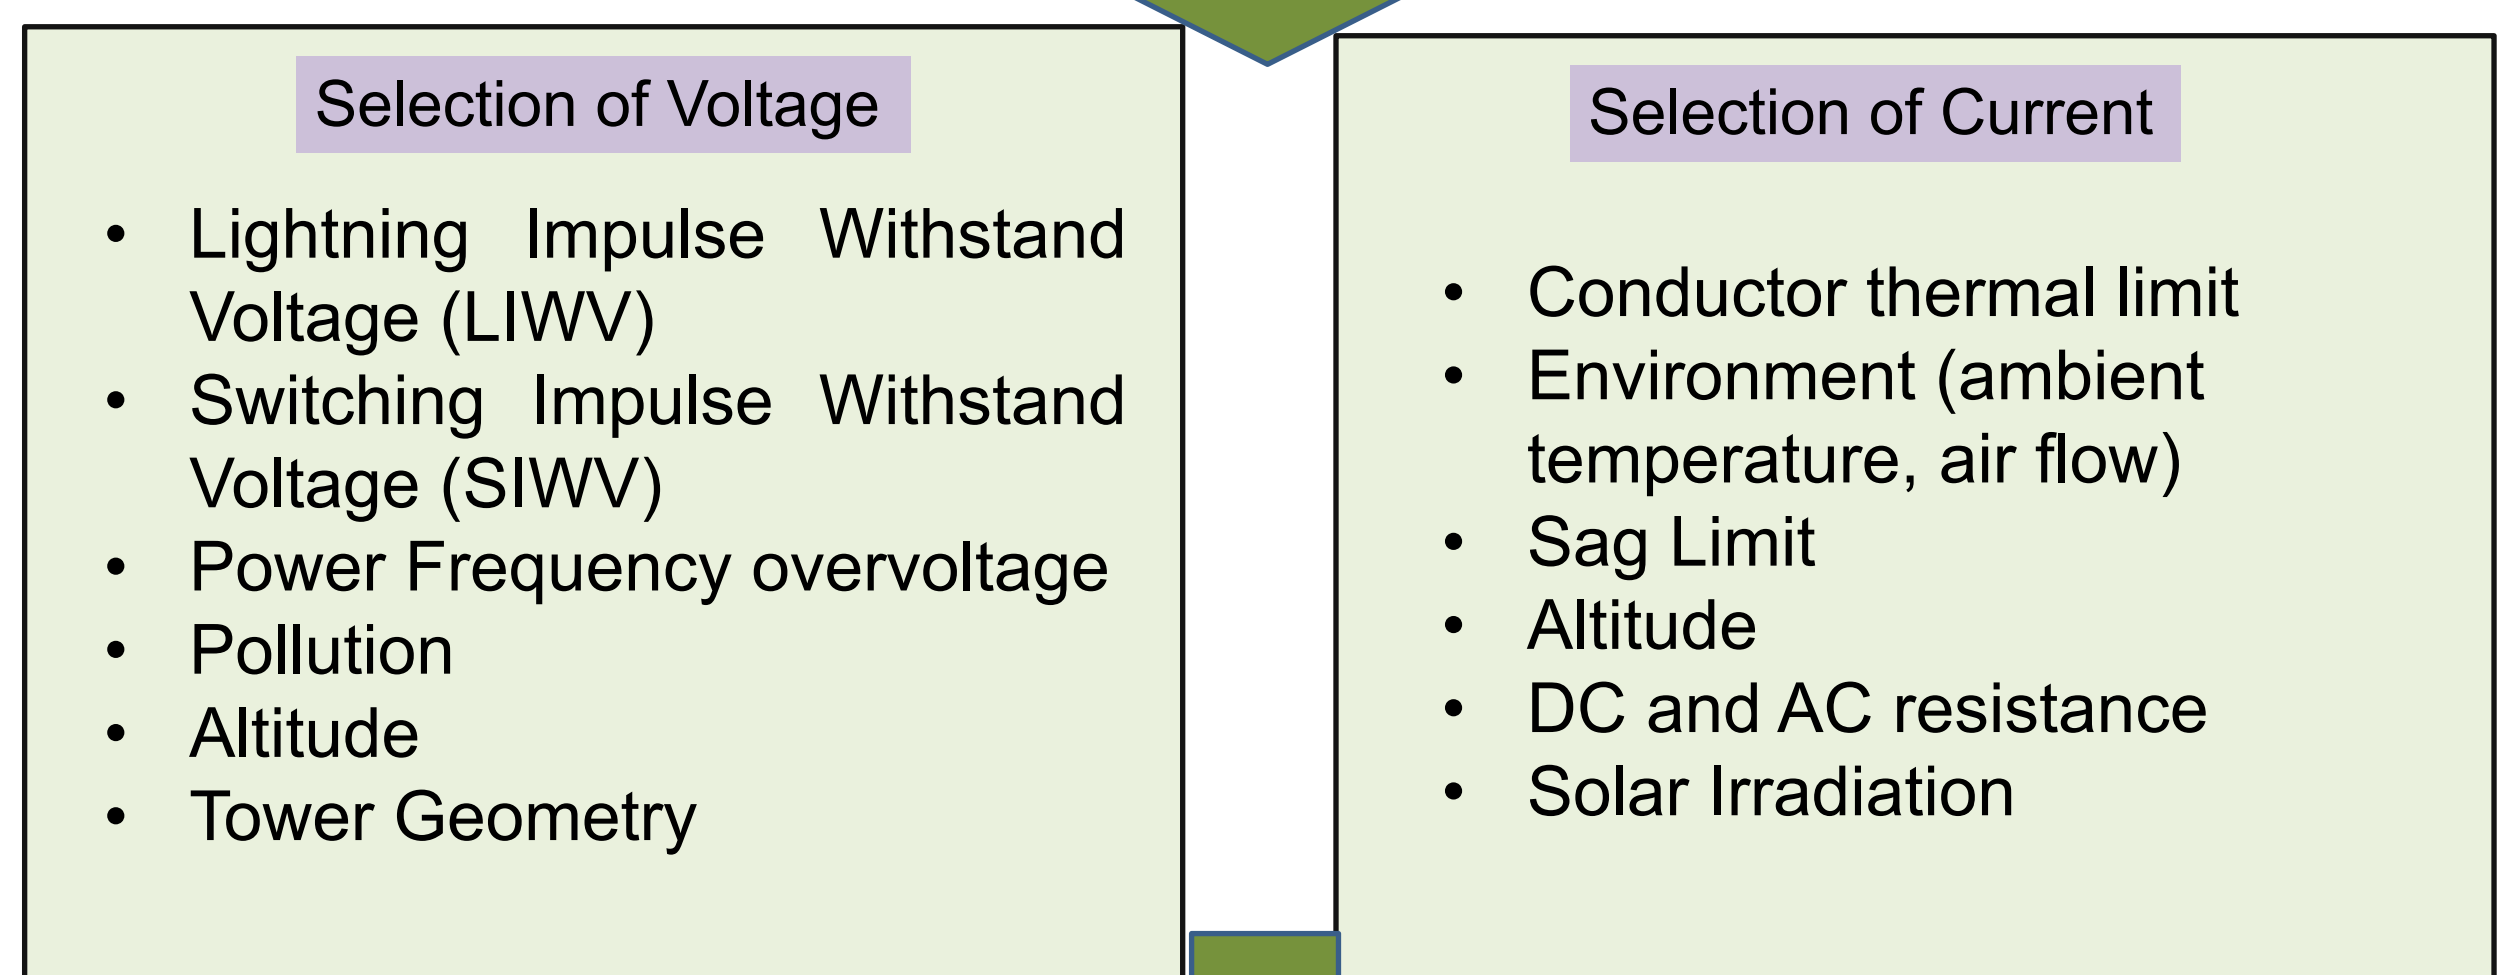 Selection of Voltage
• Lightning Impulse Withstand
Voltage (LIWV)
• Switching Impulse Withstand
Voltage (SIWV)
• Power Frequency overvoltage
• Pollution
• Altitude
• Tower Geometry
Selection of Current
• Conductor thermal limit
• Environment (ambient
temperature, air flow)
• Sag Limit
• Altitude
• DC and AC resistance
• Solar Irradiation